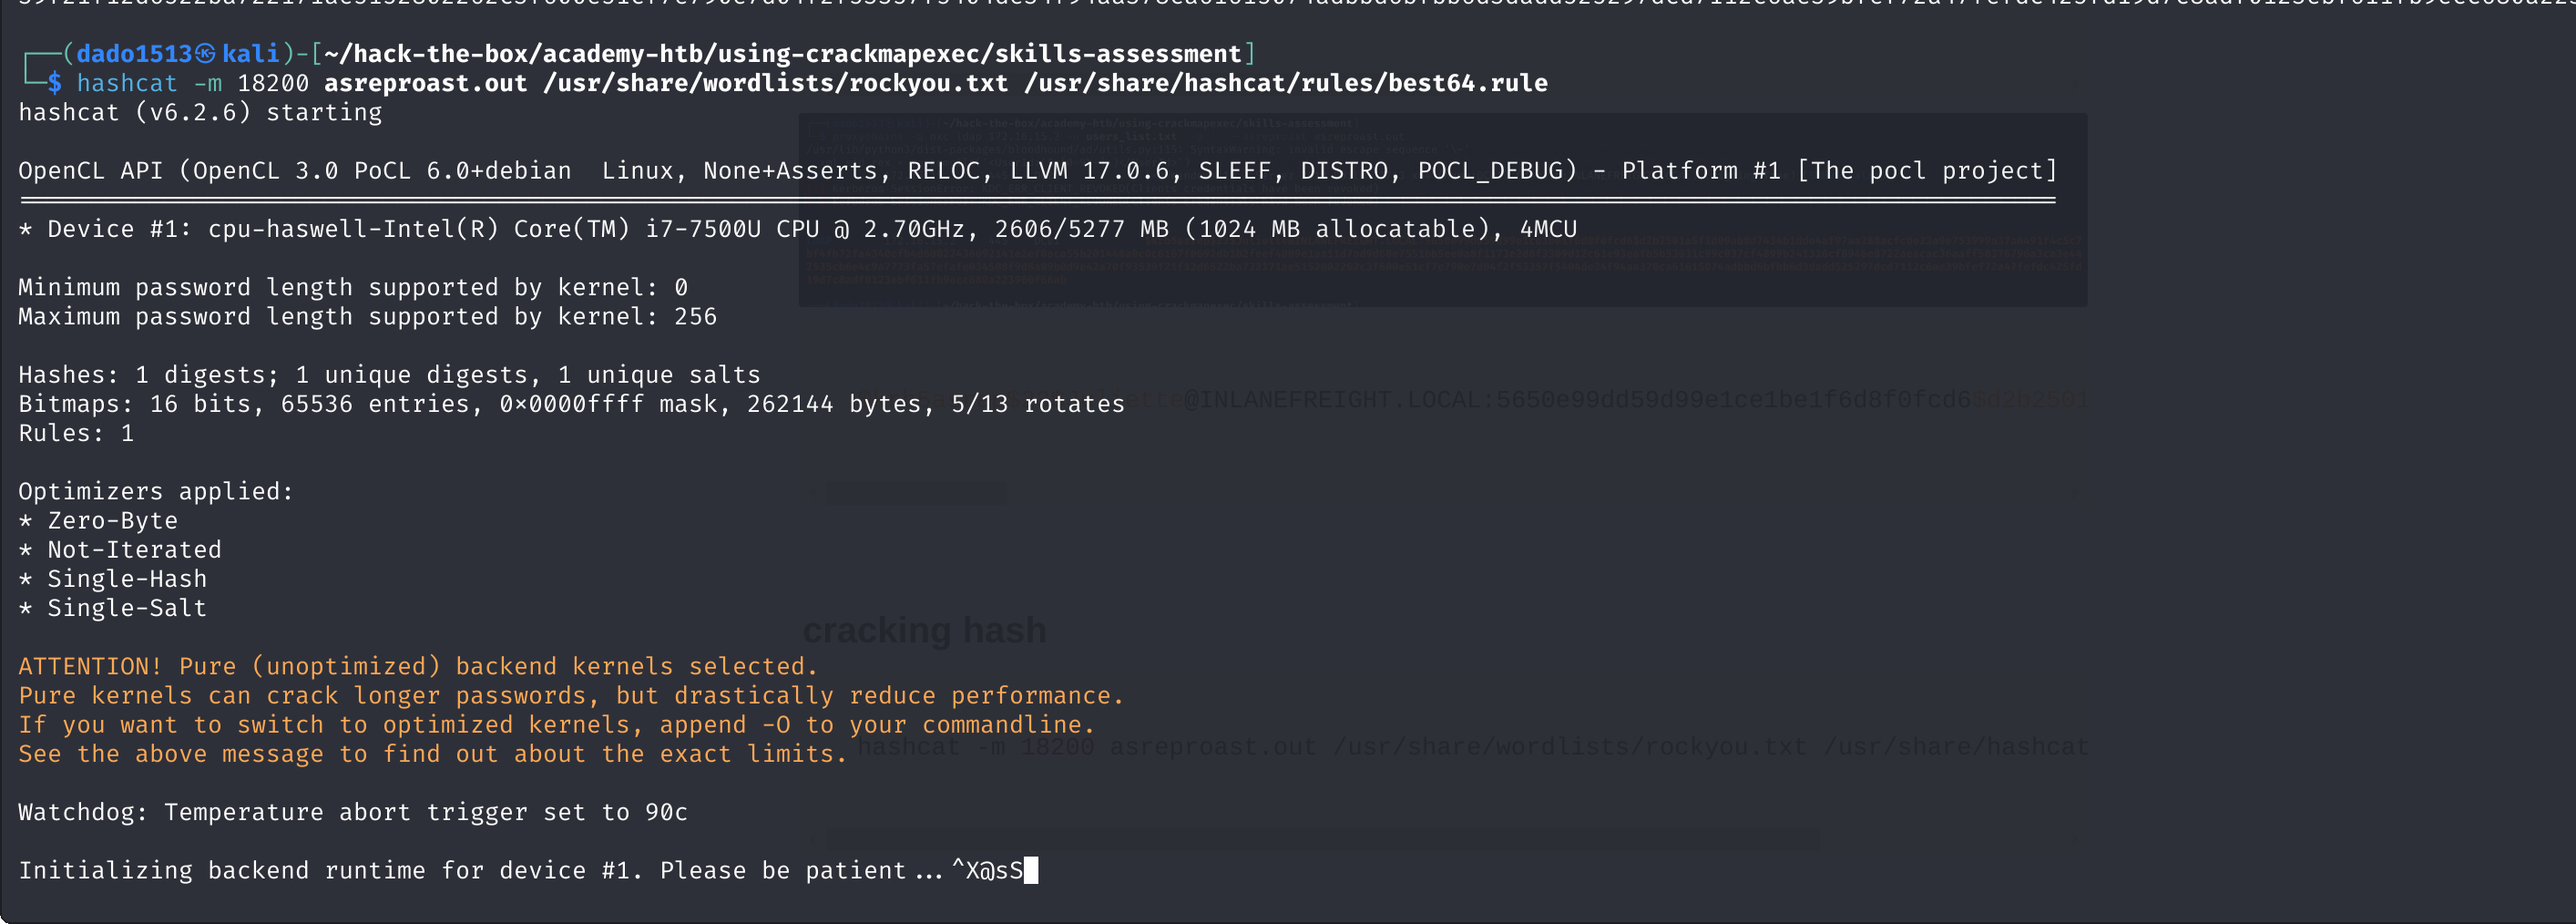 ┌──(dado1513㉿kali)-[~/hack-the-box/academy-htb/using-crackmapexec/skills-assessment]
└─$ hashcat -m 18200 asreproast.out /usr/share/wordlists/rockyou.txt /usr/share/hashcat/rules/best64.rule
hashcat (v6.2.6) starting
OpenCL API (OpenCL 3.0 PoCL 6.0+debian  Linux, None+Asserts, RELOC, LLVM 17.0.6, SLEEF, DISTRO, POCL_DEBUG) - Platform #1 [The pocl project]
* Device #1: cpu-haswell-Intel(R) Core(TM) i7-7500U CPU @ 2.70GHz, 2606/5277 MB (1024 MB allocatable), 4MCU
Minimum password length supported by kernel: 0
Maximum password length supported by kernel: 256
Hashes: 1 digests; 1 unique digests, 1 unique salts
@INLANEFREIGHT.LOCAL:5650e99dd59d99e1ce1be1f6d8f0fcd6$d2b2501
Bitmaps: 16 bits, 65536 entries, 0×0000ffff mask, 262144 bytes, 5/13 rotates
Rules: 1
Optimizers applied:
* Zero-Byte
* Not-Iterated
* Single-Hash
* Single-Salt
cracking hash
ATTENTION! Pure (unoptimized) backend kernels selected.
Pure kernels can crack longer passwords, but drastically reduce performance.
If you want to switch to optimized kernels, append -O to your commandline.
See the above message to find out about the exact limits.
hashcat -m 18200 asreproast.out /usr/share/wordlists/rockyou.txt /usr/share/hashcat
Watchdog: Temperature abort trigger set to 90c
Initializing backend runtime for device #1. Please be patient... ^X@sS